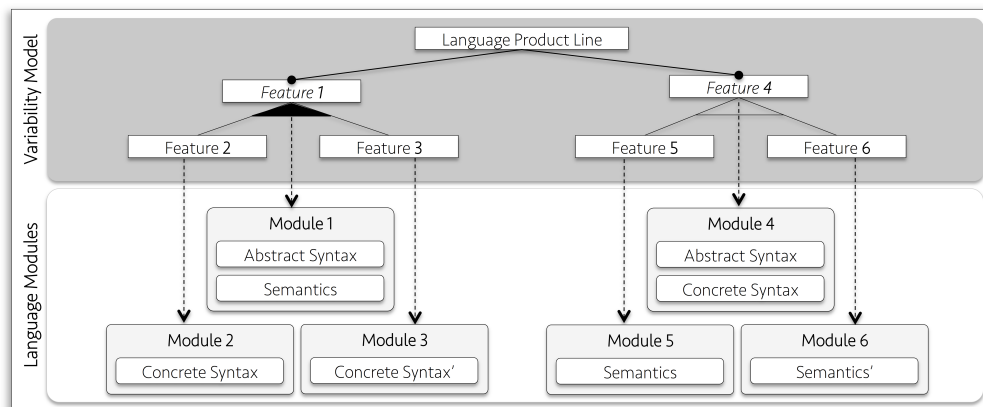 Variability Model
Language Product Line
Feature 1
Feature 4
Feature 2
Feature 3
Feature 5
Feature 6
Language Modules
Module 1
Abstract Syntax
Semantics
Module 4
Abstract Syntax
Concrete Syntax
Module 2
Concrete Syntax
Module 3
Concrete Syntax′
Module 5
Semantics
Module 6
Semantics′